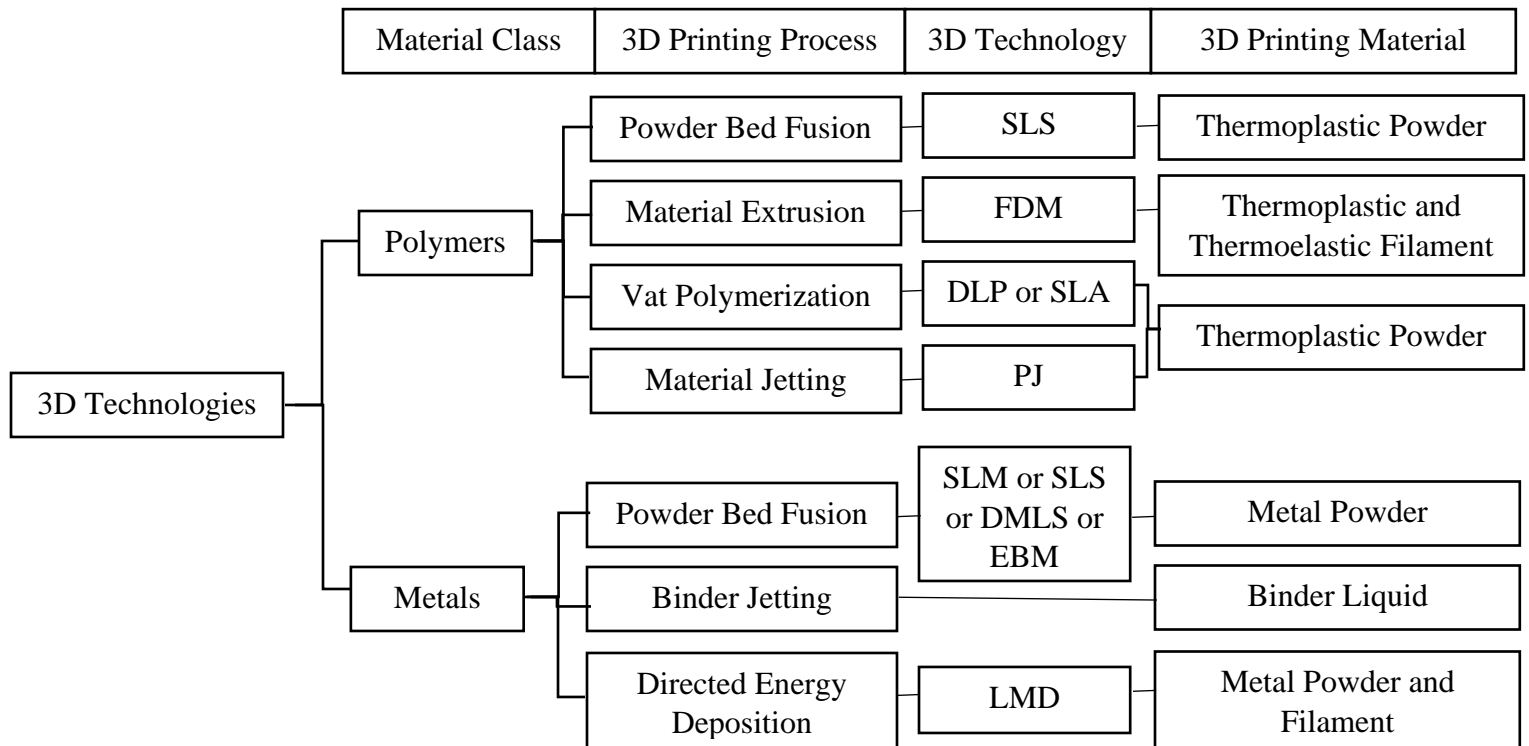 Material Class
3D Printing Process
3D Technology
3D Printing Material
Powder Bed Fusion
SLS
Thermoplastic Powder
Material Extrusion
FDM
Thermoplastic and
Thermoelastic Filament
Polymers
Vat Polymerization
DLP or SLA
Thermoplastic Powder
Material Jetting
PJ
3D Technologies
Powder Bed Fusion
SLM or SLS
or DMLS or
EBM
Metal Powder
Metals
Binder Jetting
Binder Liquid
Directed Energy
Deposition
LMD
Metal Powder and
Filament